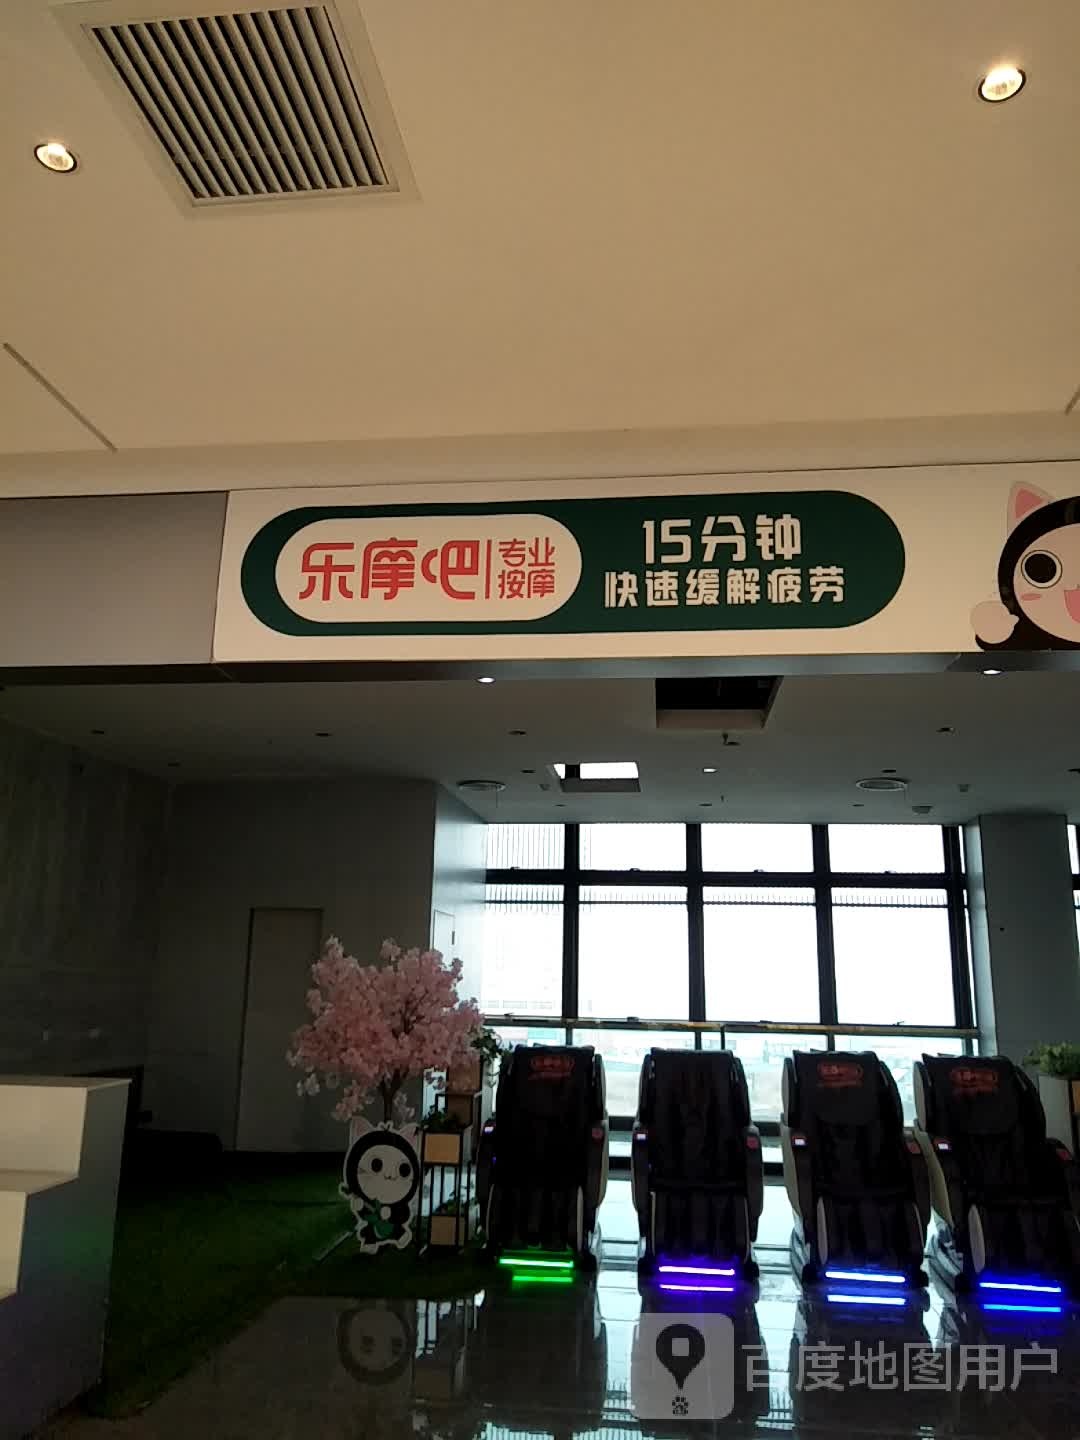 乐摩吧 专业按摩
15分钟
快速缓解疲劳
百度地图用户